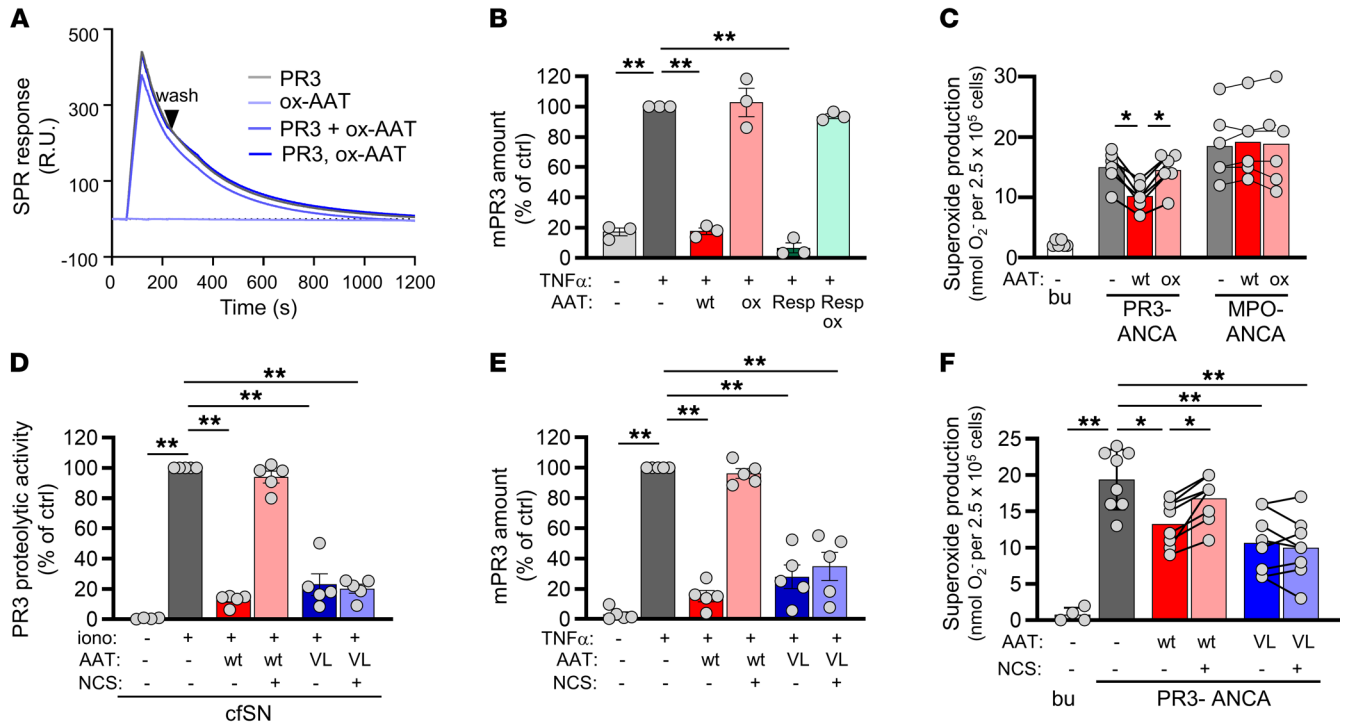 A
SPR response
(R.U.)
500
300
100
-100
0 200 400 600 800 1000 1200
Time (s)
wash
PR3
ox-AAT
PR3 + ox-AAT
PR3, ox-AAT
B
mPR3 amount
(% of ctrl)
120
100
80
60
40
20
0
** ** **
TNFα: - + + + + +
AAT: - - wt ox Resp Resp
ox
C
Superoxide production
(nmol O2- per 2.5 x 10⁵ cells)
30
20
10
0
* *
AAT: - - wt ox - wt ox
bu PR3- MPO-
ANCA ANCA
D
PR3 proteolytic activity
(% of ctrl)
120
100
80
60
40
20
0
**
**
**
**
iono: - + + + + +
AAT: - - wt wt VL VL
NCS: - - - + - +
cfSN
E
mPR3 amount
(% of ctrl)
120
100
80
60
40
20
0
**
**
**
**
TNFα: - + + + + +
AAT: - - wt wt VL VL
NCS: - - - + - +
F
Superoxide production
(nmol O2- per 2.5 x 10⁵ cells)
25
20
15
10
5
0
**
**
** * *
AAT: - - wt wt VL VL
NCS: - - - + - +
bu PR3- ANCA